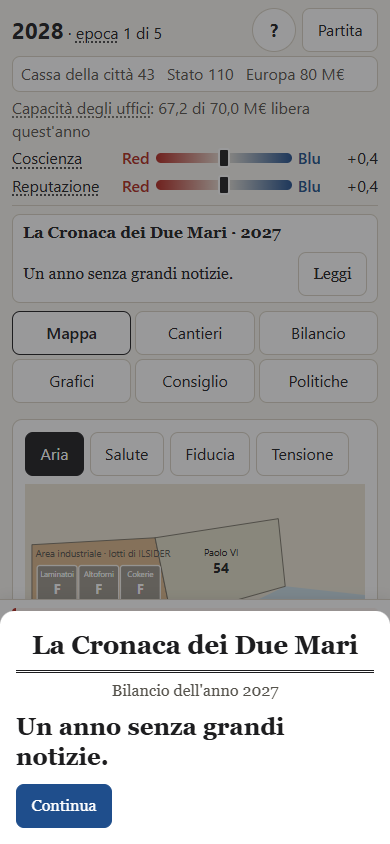 2028 · epoca 1 di 5
?
Partita
Cassa della città 43 Stato 110 Europa 80 M€
Capacità degli uffici: 67,2 di 70,0 M€ libera
quest'anno
Coscienza Red Blu +0,4
Reputazione Red Blu +0,4
La Cronaca dei Due Mari · 2027
Un anno senza grandi notizie.
Leggi
Mappa Cantieri Bilancio
Grafici Consiglio Politiche
Aria Salute Fiducia Tensione
Area industriale · lotti di ILSIDER
Paolo VI
54
Laminatoi Altoforni Cokerie
F F F
La Cronaca dei Due Mari
Bilancio dell'anno 2027
Un anno senza grandi
notizie.
Continua